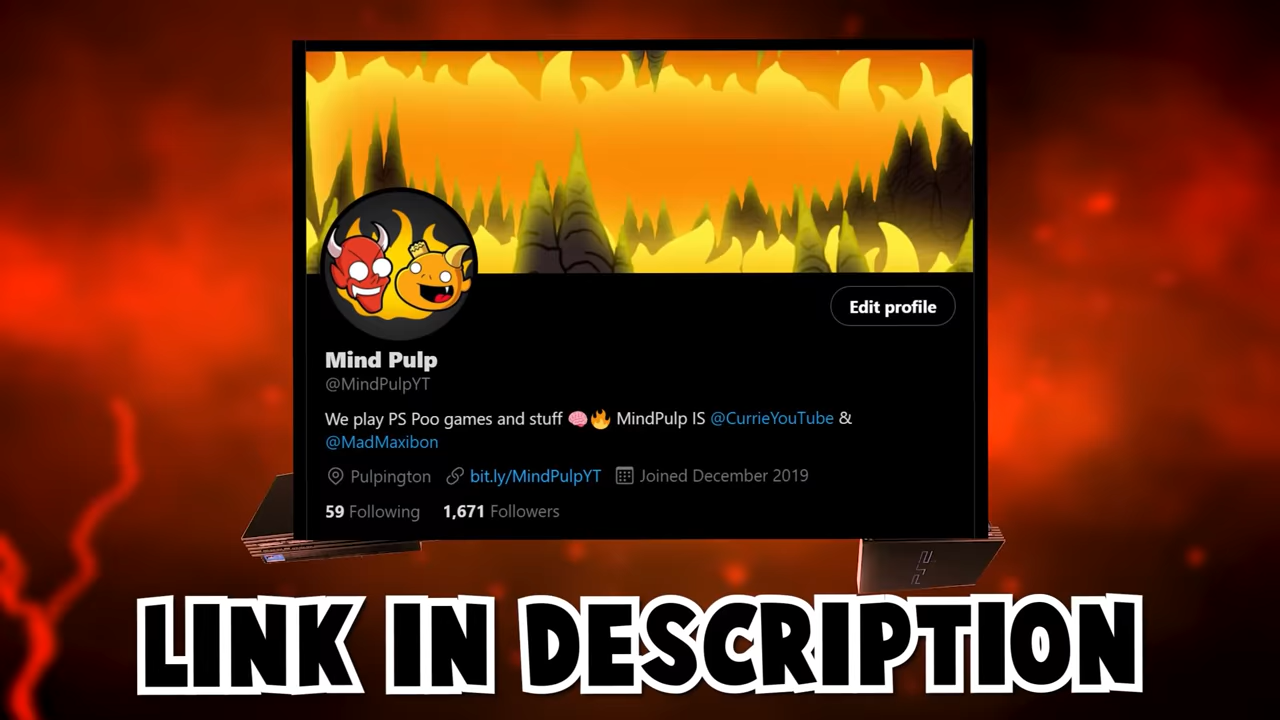 Edit profile
Mind Pulp
@MindPulpYT
We play PS Poo games and stuff 🧠🔥 MindPulp IS @CurrieYouTube &
@MadMaxibon
Pulpington bit.ly/MindPulpYT Joined December 2019
59 Following 1,671 Followers
LINK IN DESCRIPTION